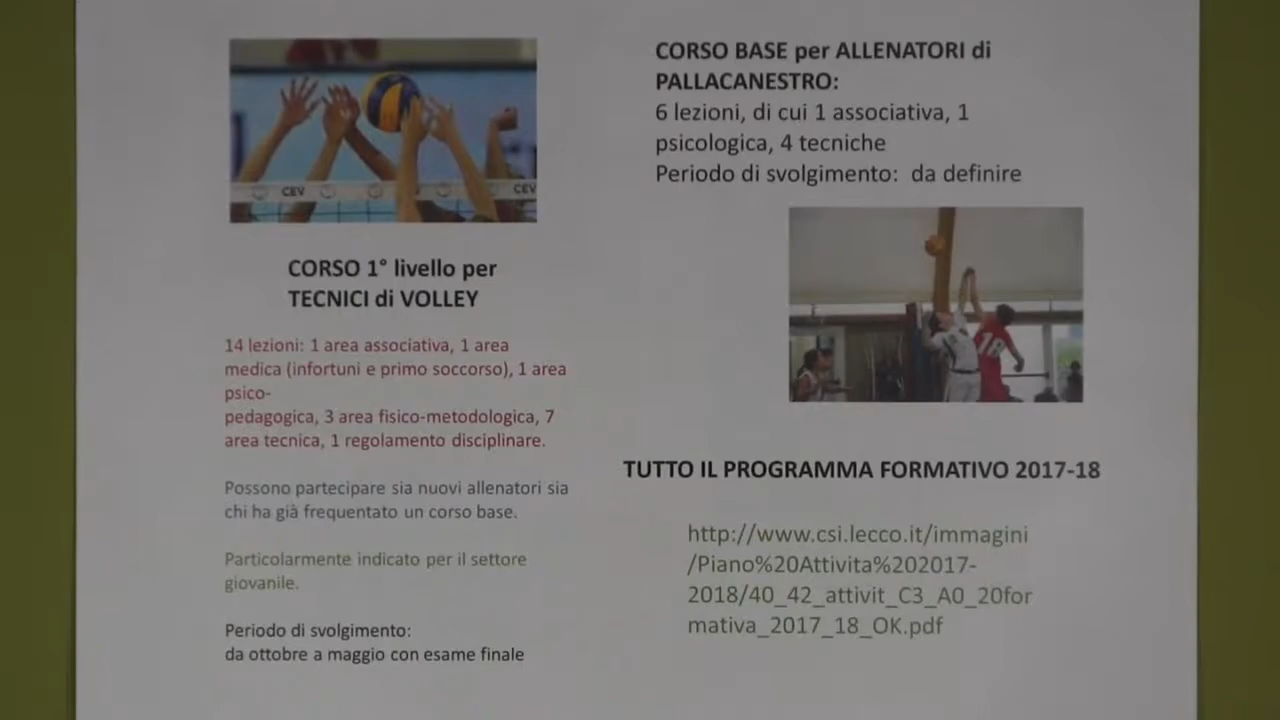 CEV
CEV
CORSO 1° livello per
TECNICI di VOLLEY
14 lezioni: 1 area associativa, 1 area
medica (infortuni e primo soccorso), 1 area
psico-
pedagogica, 3 area fisico-metodologica, 7
area tecnica, 1 regolamento disciplinare.
Possono partecipare sia nuovi allenatori sia
chi ha già frequentato un corso base.
Particolarmente indicato per il settore
giovanile.
Periodo di svolgimento:
da ottobre a maggio con esame finale
CORSO BASE per ALLENATORI di
PALLACANESTRO:
6 lezioni, di cui 1 associativa, 1
psicologica, 4 tecniche
Periodo di svolgimento: da definire
18
TUTTO IL PROGRAMMA FORMATIVO 2017-18
http://www.csi.lecco.it/immagini
/Piano%20Attivita%202017-
2018/40_42_attivit_C3_A0_20for
mativa_2017_18_OK.pdf